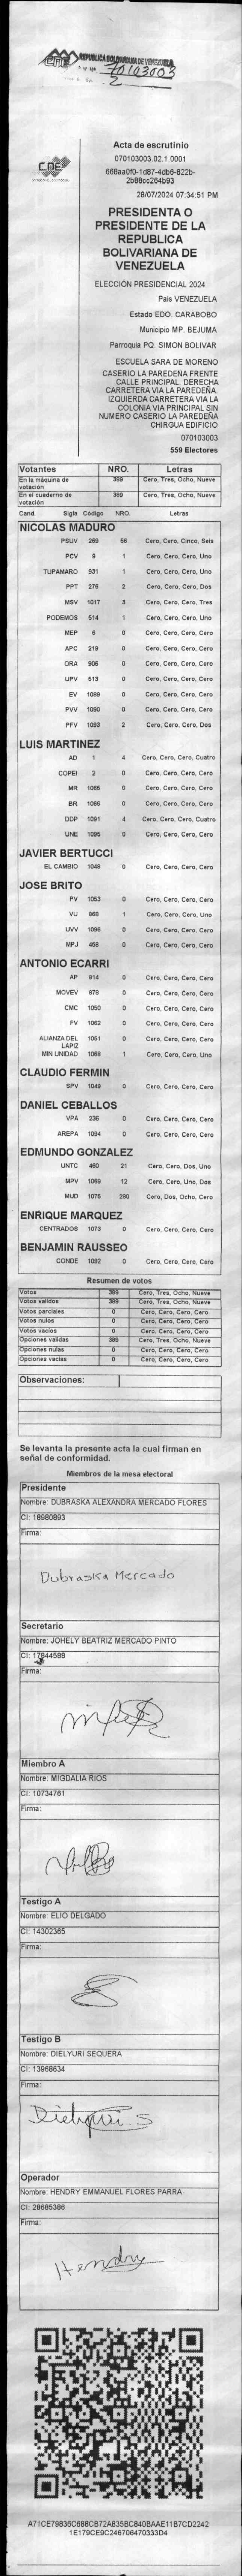 CNE REPUBLICA BOLIVARIANA DE VENEZUELA
70103003
2
CNE
Acta de escrutinio
070103003.02.1.0001
668aa0f0-1d87-4db6-822b-
2b88cc264b93
28/07/2024 07:34:51 PM
PRESIDENTA O
PRESIDENTE DE LA
REPUBLICA
BOLIVARIANA DE
VENEZUELA
ELECCIÓN PRESIDENCIAL 2024
Pais VENEZUELA
Estado EDO. CARABOBO
Municipio MP. BEJUMA
Parroquia PQ. SIMON BOLIVAR
ESCUELA SARA DE MORENO
CASERIO LA PAREDENA FRENTE
CALLE PRINCIPAL. DERECHA
CARRETERA VIA LA PAREDEÑA.
IZQUIERDA CARRETERA VIA LA
COLONIA VIA PRINCIPAL SIN
NUMERO CASERIO LA PAREDEÑA
CHIRGUA EDIFICIO
070103003
559 Electores
Votantes NRO. Letras
En la máquina de votación 389 Cero, Tres, Ocho, Nueve
En el cuaderno de votación 389 Cero, Tres, Ocho, Nueve
Cand. Sigla Código NRO. Letras
NICOLAS MADURO
PSUV 269 56 Cero, Cero, Cinco, Seis
PCV 9 1 Cero, Cero, Cero, Uno
TUPAMARO 931 1 Cero, Cero, Cero, Uno
PPT 276 2 Cero, Cero, Cero, Dos
MSV 1017 3 Cero, Cero, Cero, Tres
PODEMOS 514 1 Cero, Cero, Cero, Uno
MEP 6 0 Cero, Cero, Cero, Cero
APC 219 0 Cero, Cero, Cero, Cero
ORA 906 0 Cero, Cero, Cero, Cero
UPV 513 0 Cero, Cero, Cero, Cero
EV 1089 0 Cero, Cero, Cero, Cero
PVV 1090 0 Cero, Cero, Cero, Cero
PFV 1093 2 Cero, Cero, Cero, Dos
LUIS MARTINEZ
AD 1 4 Cero, Cero, Cero, Cuatro
COPEI 2 0 Cero, Cero, Cero, Cero
MR 1065 0 Cero, Cero, Cero, Cero
BR 1066 0 Cero, Cero, Cero, Cero
DDP 1091 4 Cero, Cero, Cero, Cuatro
UNE 1095 0 Cero, Cero, Cero, Cero
JAVIER BERTUCCI
EL CAMBIO 1048 0 Cero, Cero, Cero, Cero
JOSE BRITO
PV 1053 0 Cero, Cero, Cero, Cero
VU 868 1 Cero, Cero, Cero, Uno
UVV 1096 0 Cero, Cero, Cero, Cero
MPJ 458 0 Cero, Cero, Cero, Cero
ANTONIO ECARRI
AP 914 0 Cero, Cero, Cero, Cero
MOVEV 879 0 Cero, Cero, Cero, Cero
CMC 1050 0 Cero, Cero, Cero, Cero
FV 1062 0 Cero, Cero, Cero, Cero
ALIANZA DEL LAPIZ 1051 0 Cero, Cero, Cero, Cero
MIN UNIDAD 1068 1 Cero, Cero, Cero, Uno
CLAUDIO FERMIN
SPV 1049 0 Cero, Cero, Cero, Cero
DANIEL CEBALLOS
VPA 236 0 Cero, Cero, Cero, Cero
AREPA 1094 0 Cero, Cero, Cero, Cero
EDMUNDO GONZALEZ
UNTC 460 21 Cero, Cero, Dos, Uno
MPV 1069 12 Cero, Cero, Uno, Dos
MUD 1075 280 Cero, Dos, Ocho, Cero
ENRIQUE MARQUEZ
CENTRADOS 1073 0 Cero, Cero, Cero, Cero
BENJAMIN RAUSSEO
CONDE 1092 0 Cero, Cero, Cero, Cero
Resumen de votos
Votos 389 Cero, Tres, Ocho, Nueve
Votos validos 389 Cero, Tres, Ocho, Nueve
Votos parciales 0 Cero, Cero, Cero, Cero
Votos nulos 0 Cero, Cero, Cero, Cero
Votos vacios 0 Cero, Cero, Cero, Cero
Opciones validas 389 Cero, Tres, Ocho, Nueve
Opciones nulas 0 Cero, Cero, Cero, Cero
Opciones vacias 0 Cero, Cero, Cero, Cero
Observaciones:
Se levanta la presente acta la cual firman en
señal de conformidad.
Miembros de la mesa electoral
Presidente
Nombre: DUBRASKA ALEXANDRA MERCADO FLORES
CI: 18980893
Firma:
Dubraska Mercado
Secretario
Nombre: JOHELY BEATRIZ MERCADO PINTO
CI: 17844588
Firma:
Miembro A
Nombre: MIGDALIA RIOS
CI: 10734761
Firma:
Testigo A
Nombre: ELIO DELGADO
CI: 14302365
Firma:
Testigo B
Nombre: DIELYURI SEQUERA
CI: 13968634
Firma:
Dielyuri S
Operador
Nombre: HENDRY EMMANUEL FLORES PARRA
CI: 28685386
Firma:
Hendry
A71CE79836C688CB72A835BC840BAAE11B7CD2242
1E179CE9C246706470333D4